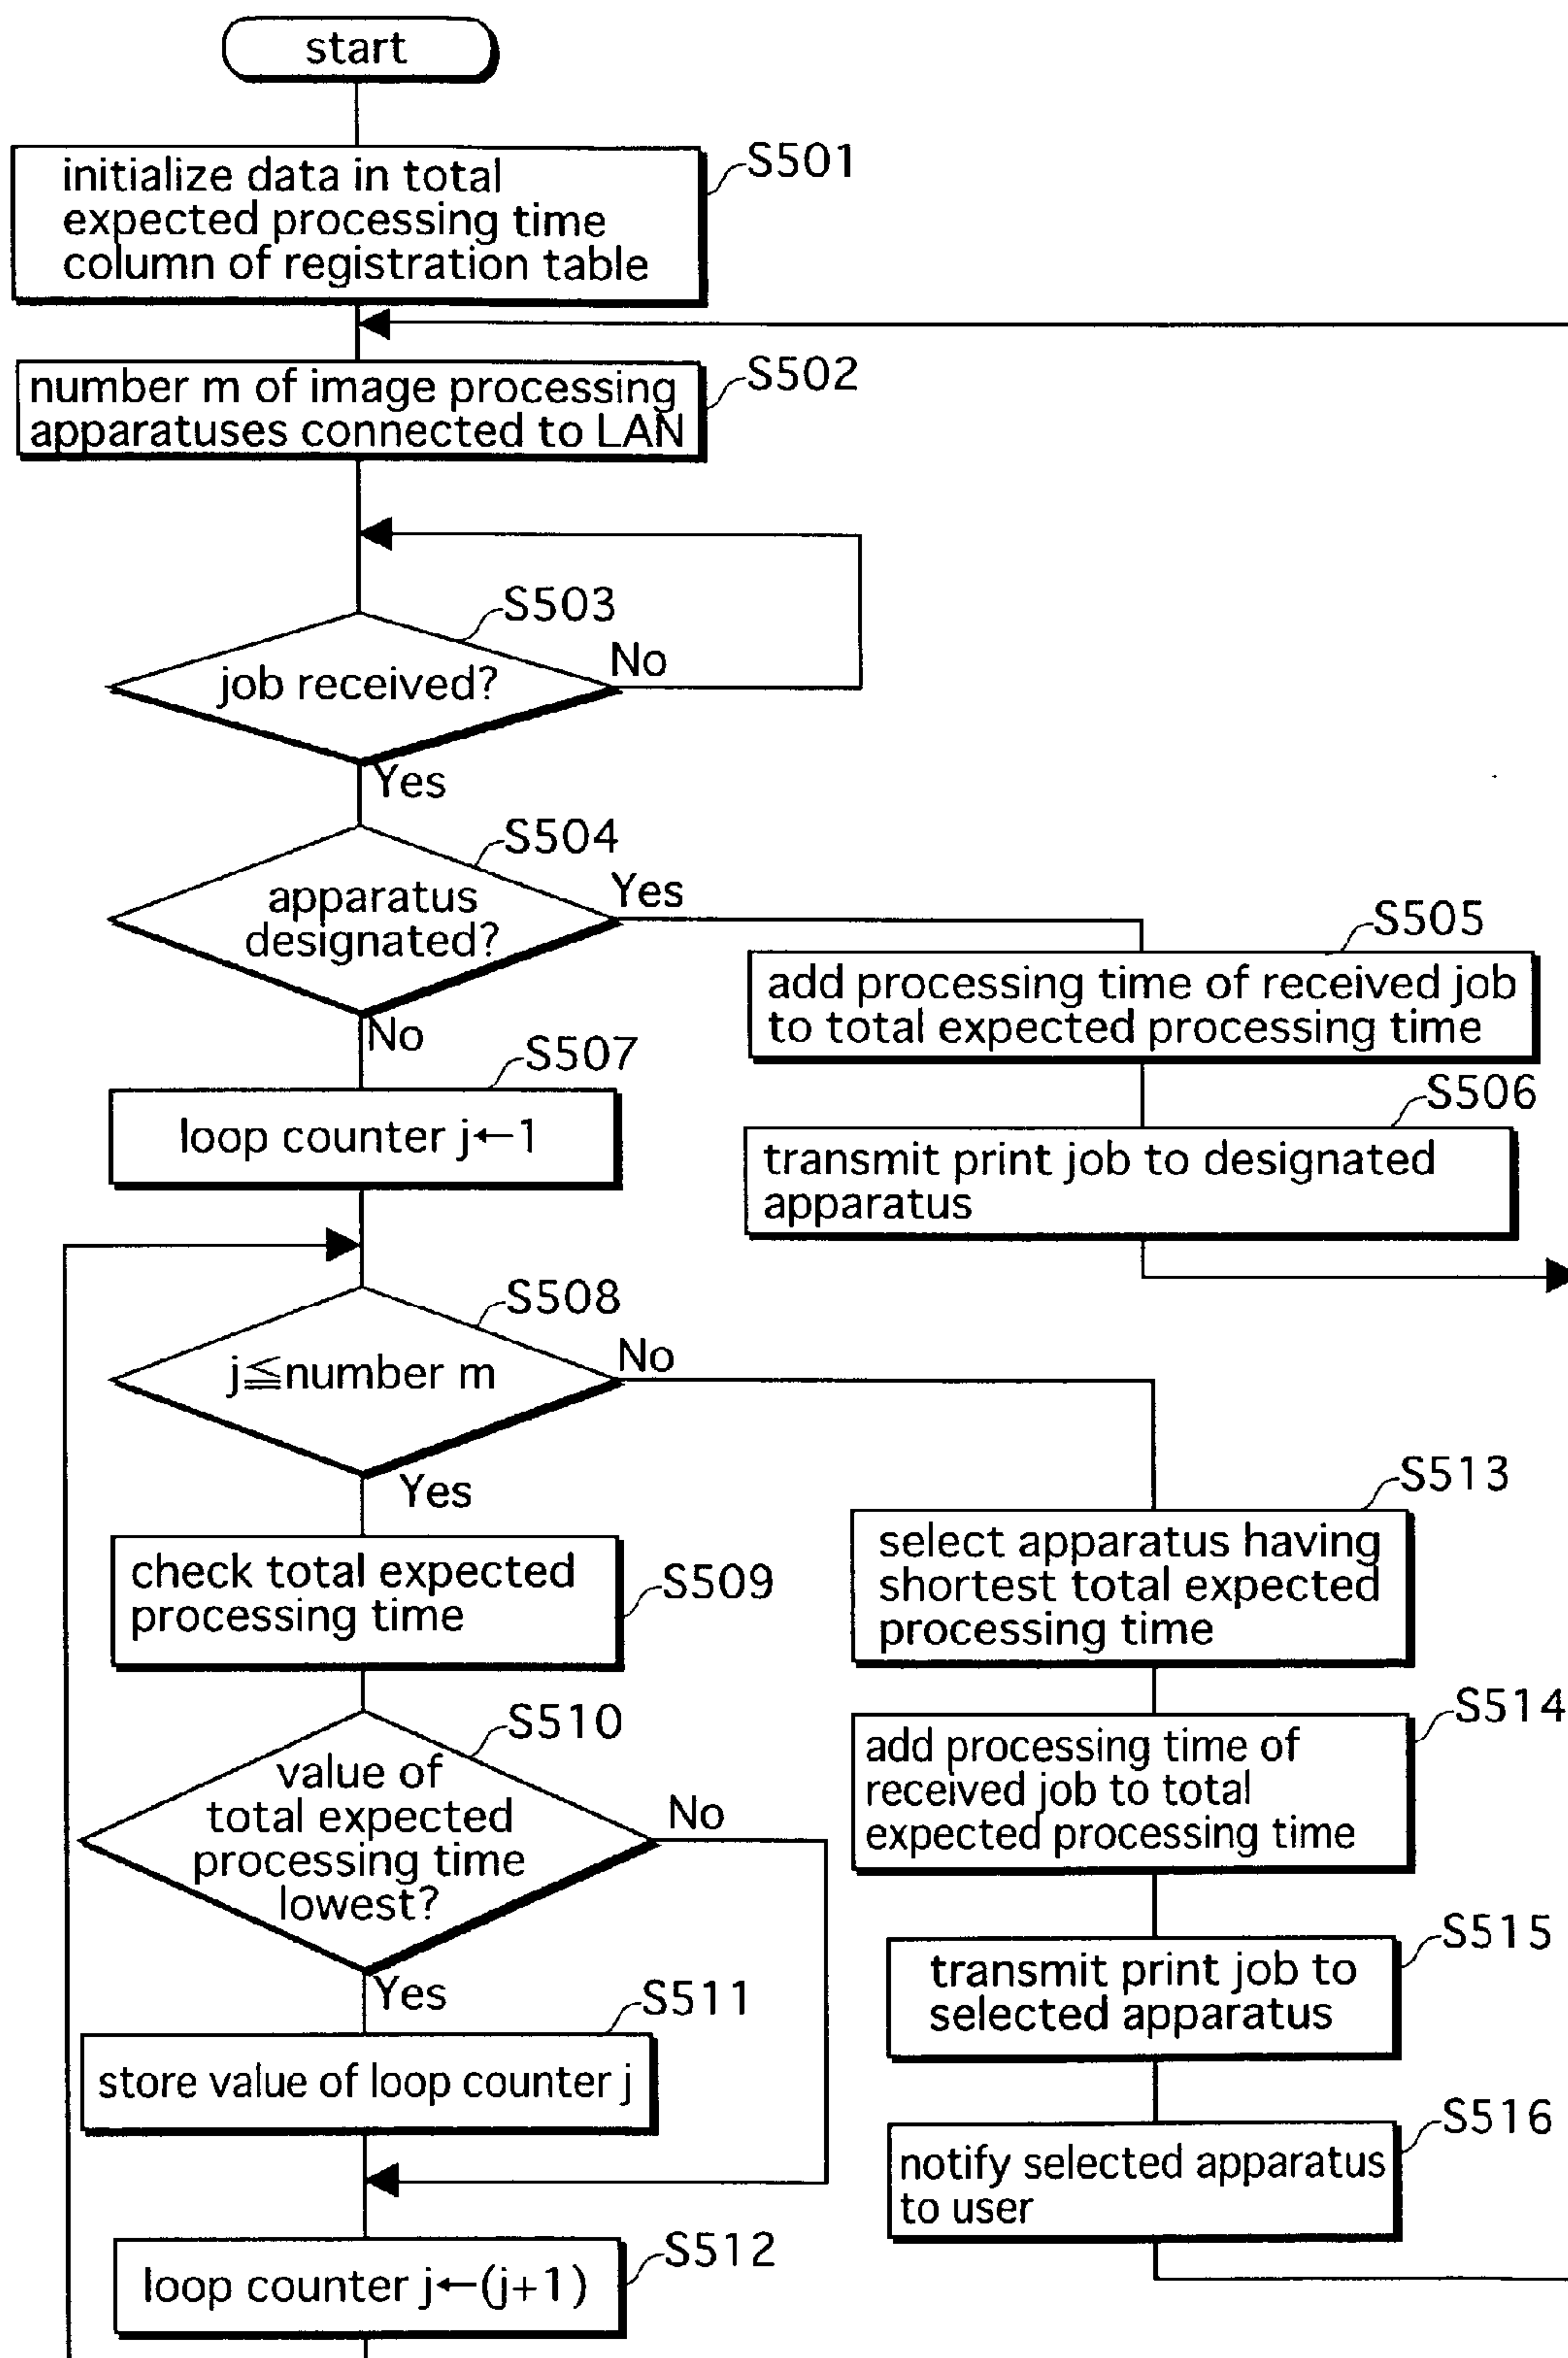 start
S501
initialize data in total
expected processing time
column of registration table
S502
number m of image processing
apparatuses connected to LAN
S503
job received?
No
Yes
S504
apparatus
designated?
Yes
No
S505
add processing time of received job
to total expected processing time
S506
transmit print job to designated
apparatus
S507
loop counter j←1
S508
j≦number m
No
Yes
S509
check total expected
processing time
S510
value of
total expected
processing time
lowest?
No
Yes
S511
store value of loop counter j
S512
loop counter j←(j+1)
S513
select apparatus having
shortest total expected
processing time
S514
add processing time of
received job to total
expected processing time
S515
transmit print job to
selected apparatus
S516
notify selected apparatus
to user